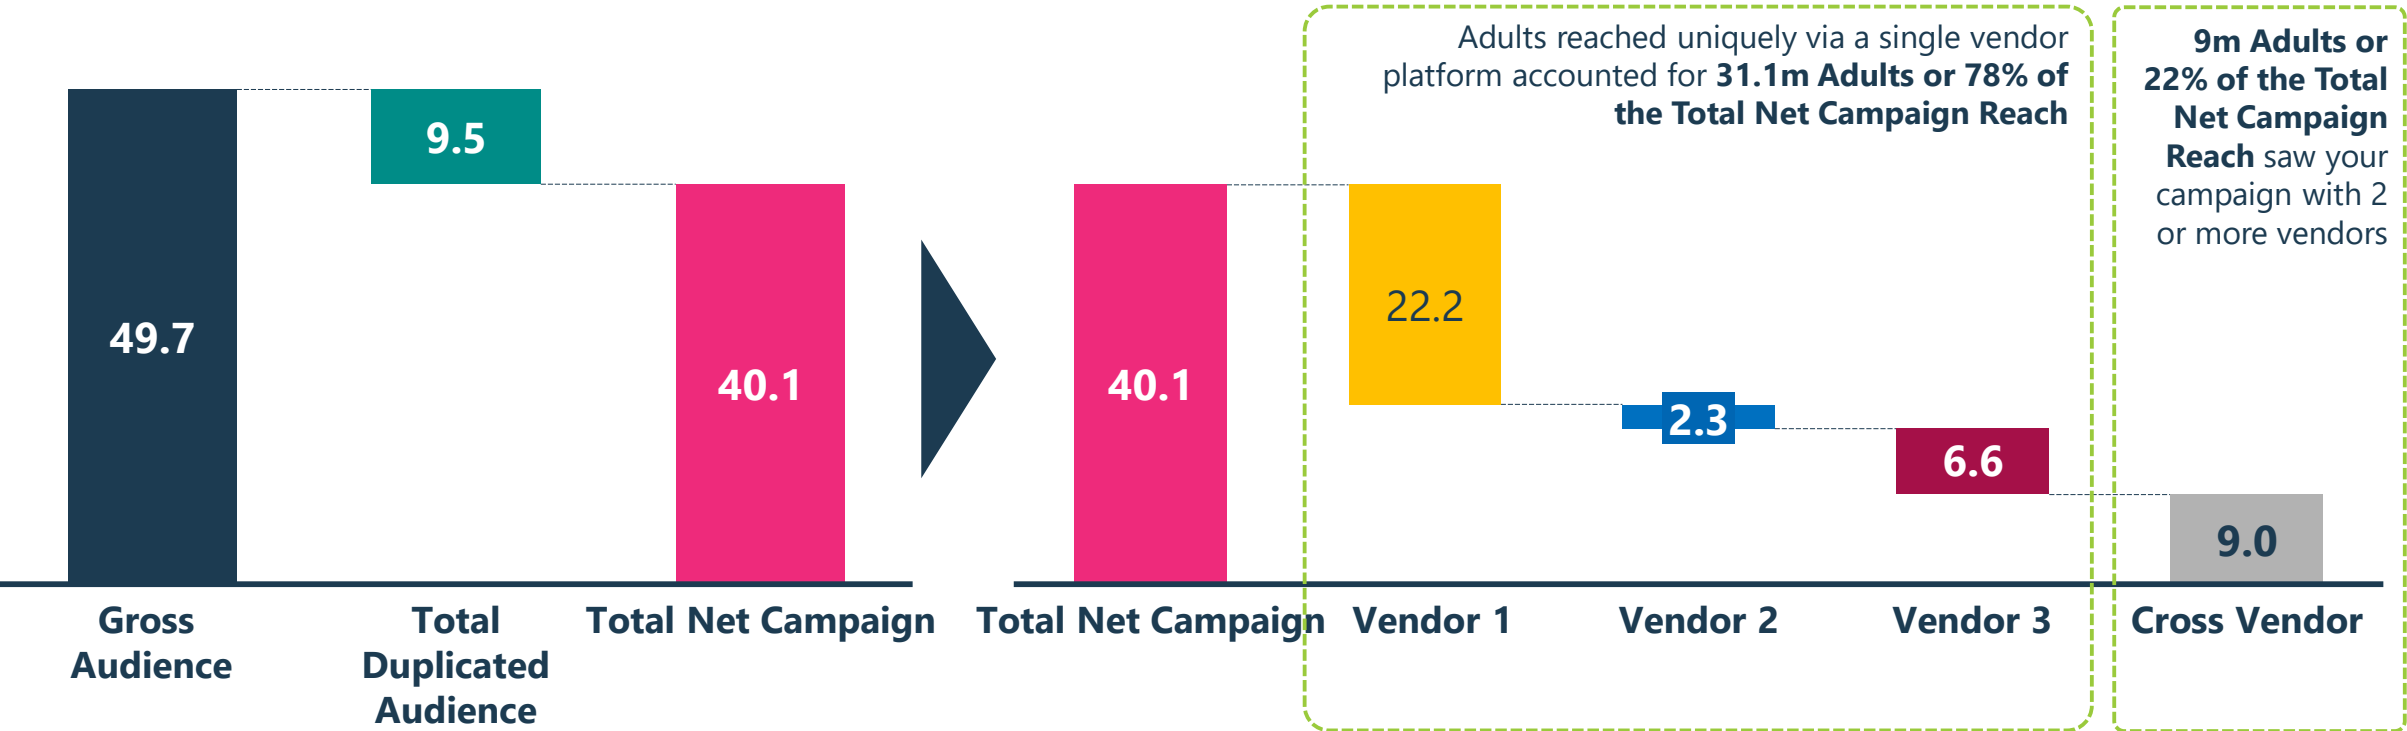 Adults reached uniquely via a single vendor
platform accounted for 31.1m Adults or 78% of
the Total Net Campaign Reach
9m Adults or
22% of the Total
Net Campaign
Reach saw your
campaign with 2
or more vendors
49.7
9.5
40.1
40.1
22.2
2.3
6.6
9.0
Gross
Audience
Total
Duplicated
Audience
Total Net Campaign
Total Net Campaign
Vendor 1
Vendor 2
Vendor 3
Cross Vendor